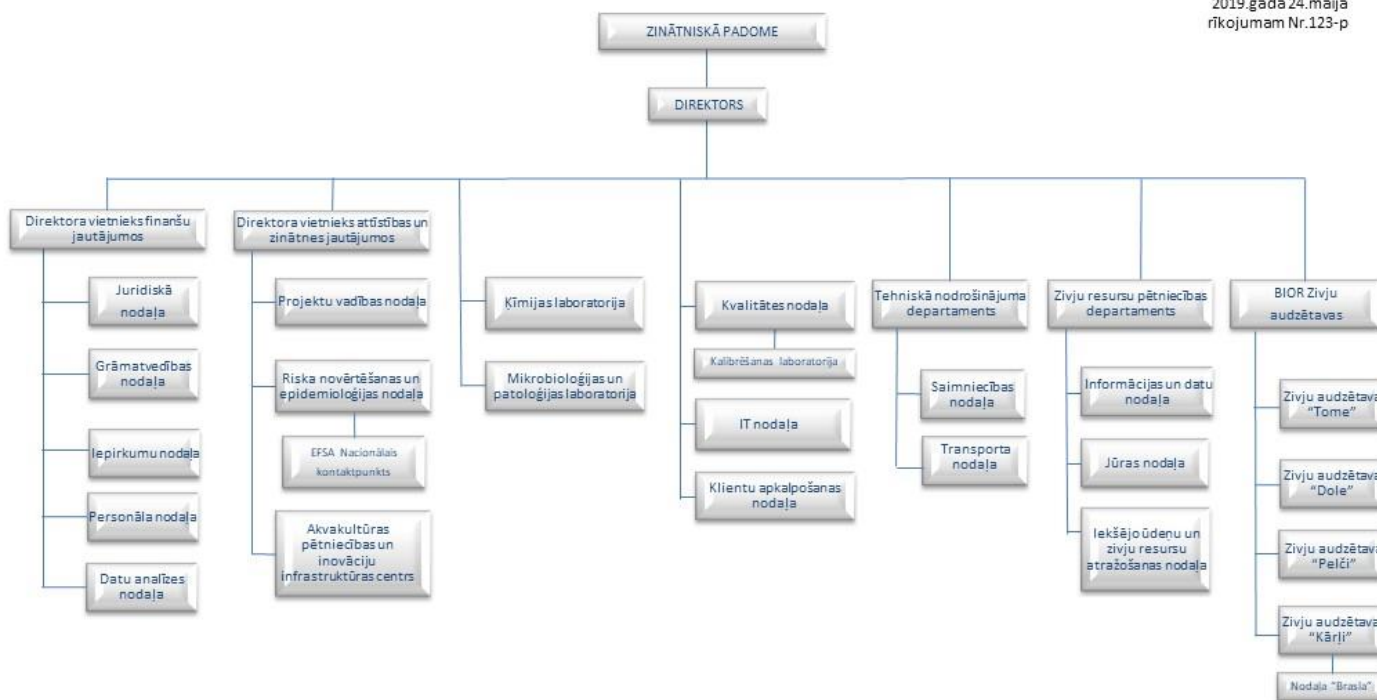 2019.gada 24.maija
rīkojumam Nr.123-p
ZINĀTNISKĀ PADOME
DIREKTORS
Direktora vietnieks finanšu
jautājumos
Juridiskā
nodaļa
Grāmatvedības
nodaļa
Iepirkumu nodaļa
Personāla nodaļa
Datu analīzes
nodaļa
Direktora vietnieks attīstības un
zinātnes jautājumos
Projektu vadības nodaļa
Riska novērtēšanas un
epidemioloģijas nodaļa
EFSA Nacionālais
kontaktpunkts
Akvakultūras
pētniecības un
inovāciju
infrastruktūras centrs
Ķīmijas laboratorija
Mikrobioloģijas un
patoloģijas laboratorija
Kvalitātes nodaļa
Kalibrēšanas laboratorija
IT nodaļa
Klientu apkalpošanas
nodaļa
Tehniskā nodrošinājuma
departaments
Saimniecības
nodaļa
Transporta
nodaļa
Zivju resursu pētniecības
departaments
Informācijas un datu
nodaļa
Jūras nodaļa
Iekšējo ūdeņu un
zivju resursu
atražošanas nodaļa
BIOR Zivju
audzētavas
Zivju audzētava
"Tome"
Zivju audzētava
"Dole"
Zivju audzētava
"Pelči"
Zivju audzētava
"Kārļi"
Nodaļa "Brasla"